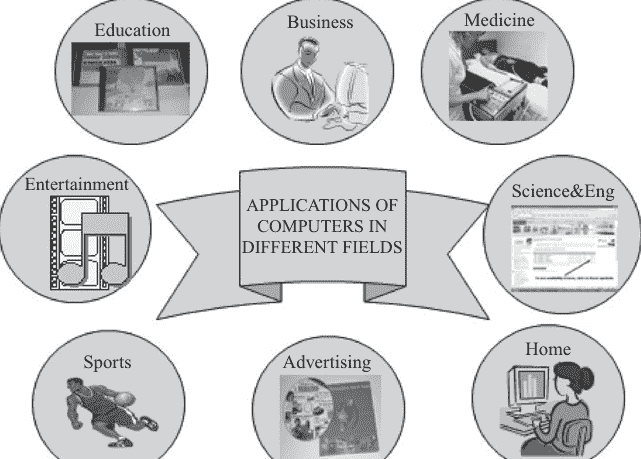 Education
Business
Medicine
Entertainment
APPLICATIONS OF
COMPUTERS IN
DIFFERENT FIELDS
Science&Eng
Sports
Advertising
Home